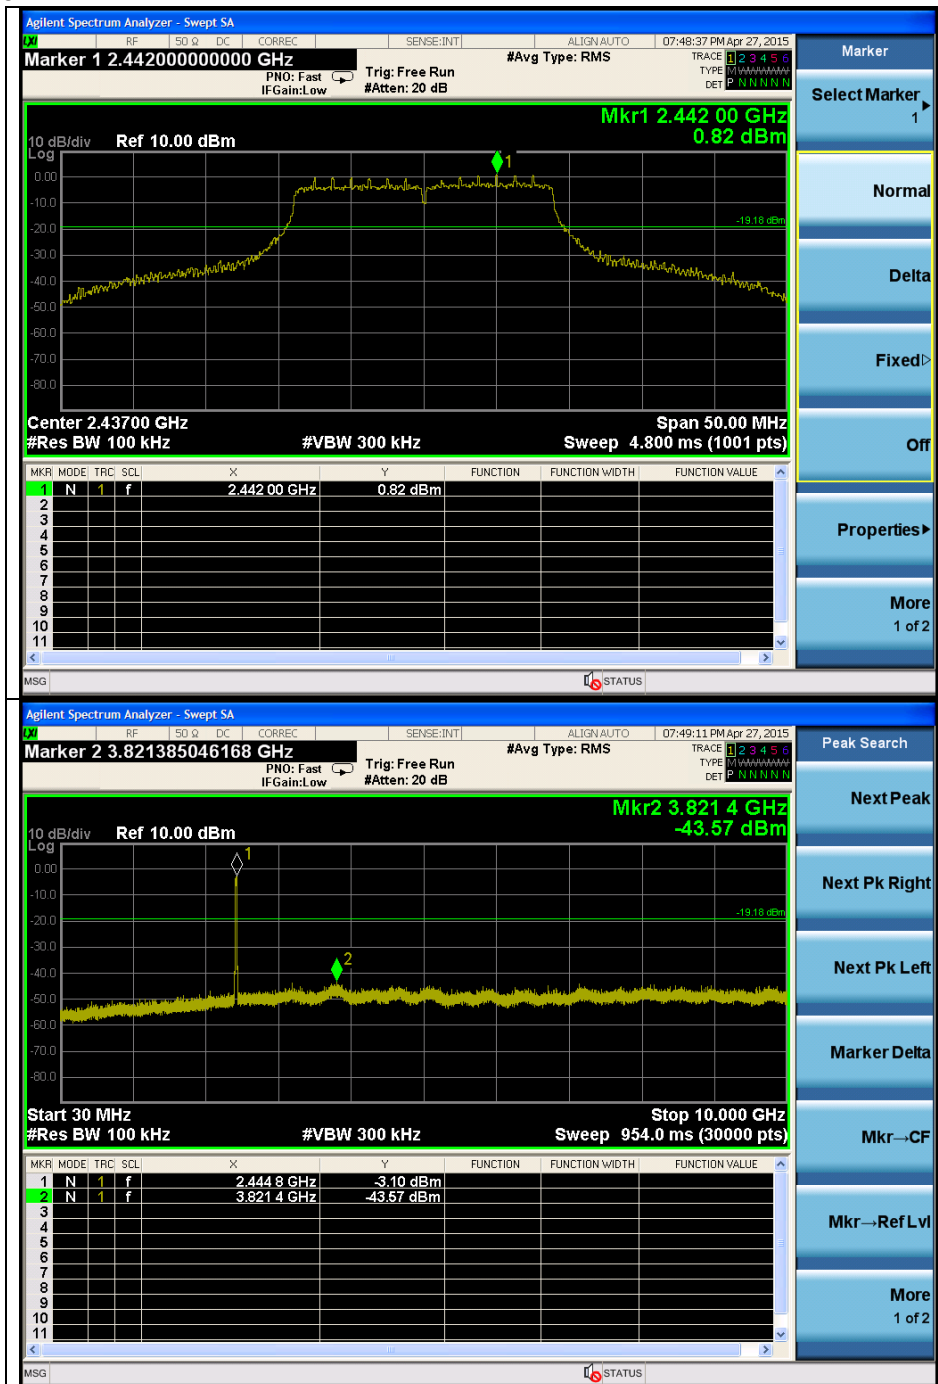 Agilent Spectrum Analyzer - Swept SA
LXI RF 50 Ω DC CORREC SENSE:INT ALIGNAUTO 07:48:37 PM Apr 27, 2015
Marker 1 2.442000000000 GHz
PNO: Fast
IFGain:Low
Trig: Free Run
#Atten: 20 dB
#Avg Type: RMS
TRACE 1 2 3 4 5 6
TYPE M W W W W W
DET P N N N N N
Mkr1 2.442 00 GHz
0.82 dBm
10 dB/div Ref 10.00 dBm
Log
1
0.00
-10.0
-19.18 dBm
-20.0
-30.0
-40.0
-50.0
-60.0
-70.0
-80.0
Center 2.43700 GHz Span 50.00 MHz
#Res BW 100 kHz #VBW 300 kHz Sweep 4.800 ms (1001 pts)
MKR MODE TRC SCL X Y FUNCTION FUNCTION WIDTH FUNCTION VALUE
1 N 1 f 2.442 00 GHz 0.82 dBm
2
3
4
5
6
7
8
9
10
11
MSG STATUS
Marker
Select Marker
1
Normal
Delta
Fixed
Off
Properties
More
1 of 2
Agilent Spectrum Analyzer - Swept SA
LXI RF 50 Ω DC CORREC SENSE:INT ALIGNAUTO 07:49:11 PM Apr 27, 2015
Marker 2 3.821385046168 GHz
PNO: Fast
IFGain:Low
Trig: Free Run
#Atten: 20 dB
#Avg Type: RMS
TRACE 1 2 3 4 5 6
TYPE M W W W W W
DET P N N N N N
Mkr2 3.821 4 GHz
-43.57 dBm
10 dB/div Ref 10.00 dBm
Log
1
0.00
-10.0
-19.18 dBm
-20.0
-30.0
2
-40.0
-50.0
-60.0
-70.0
-80.0
Start 30 MHz Stop 10.000 GHz
#Res BW 100 kHz #VBW 300 kHz Sweep 954.0 ms (30000 pts)
MKR MODE TRC SCL X Y FUNCTION FUNCTION WIDTH FUNCTION VALUE
1 N 1 f 2.444 8 GHz -3.10 dBm
2 N 1 f 3.821 4 GHz -43.57 dBm
3
4
5
6
7
8
9
10
11
MSG STATUS
Peak Search
Next Peak
Next Pk Right
Next Pk Left
Marker Delta
Mkr→CF
Mkr→Ref Lvl
More
1 of 2